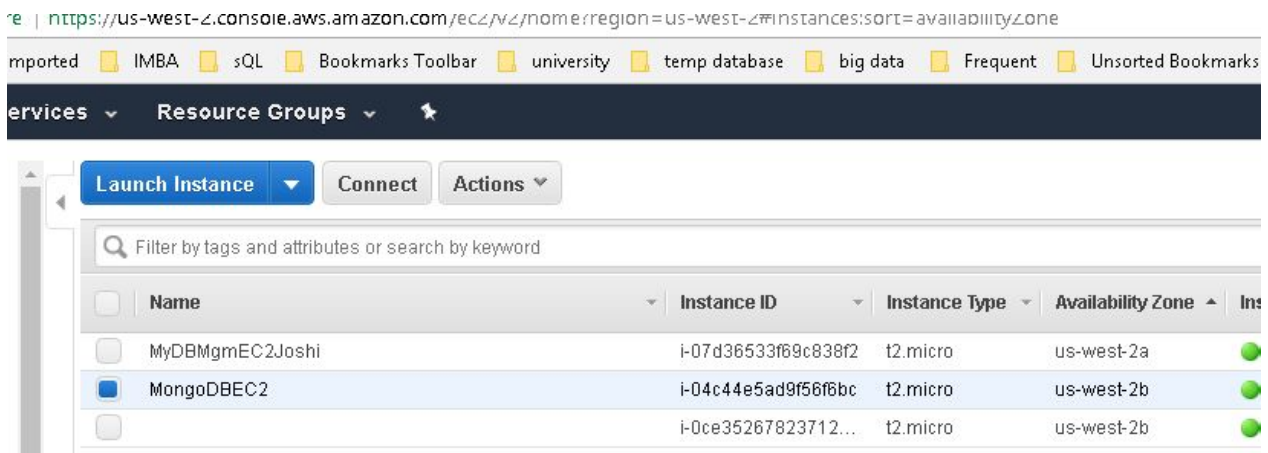 re | https://us-west-2.console.aws.amazon.com/ec2/v2/home?region=us-west-2#Instances:sort=availabilityZone
mported IMBA sQL Bookmarks Toolbar university temp database big data Frequent Unsorted Bookmarks
ervices Resource Groups
Launch Instance Connect Actions
Filter by tags and attributes or search by keyword
Name Instance ID Instance Type Availability Zone Ins
MyDBMgmEC2Joshi i-07d36533f69c838f2 t2.micro us-west-2a
MongoDBEC2 i-04c44e5ad9f56f6bc t2.micro us-west-2b
i-0ce35267823712... t2.micro us-west-2b